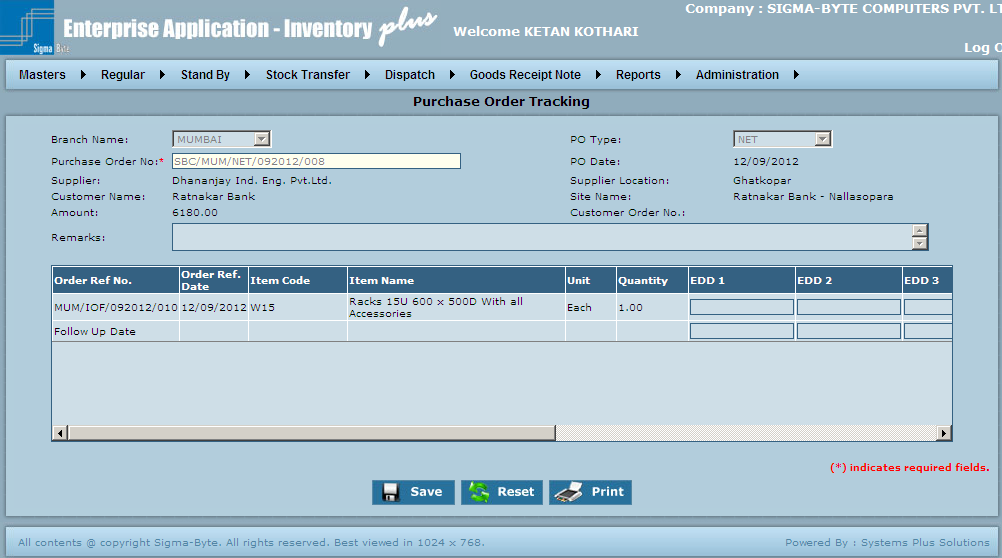 Company : SIGMA-BYTE COMPUTERS PVT. LT
Sigma Byte
Enterprise Application - Inventory plus
Welcome KETAN KOTHARI
Log O
Masters Regular Stand By Stock Transfer Dispatch Goods Receipt Note Reports Administration
Purchase Order Tracking
Branch Name: MUMBAI PO Type: NET
Purchase Order No:* SBC/MUM/NET/092012/008 PO Date: 12/09/2012
Supplier: Dhananjay Ind. Eng. Pvt.Ltd. Supplier Location: Ghatkopar
Customer Name: Ratnakar Bank Site Name: Ratnakar Bank - Nallasopara
Amount: 6180.00 Customer Order No.:
Remarks:
Order Ref No. Order Ref. Date Item Code Item Name Unit Quantity EDD 1 EDD 2 EDD 3
MUM/IOF/092012/010 12/09/2012 W15 Racks 15U 600 x 500D With all Accessories Each 1.00
Follow Up Date
(*) indicates required fields.
Save Reset Print
All contents @ copyright Sigma-Byte. All rights reserved. Best viewed in 1024 x 768. Powered By : Systems Plus Solutions